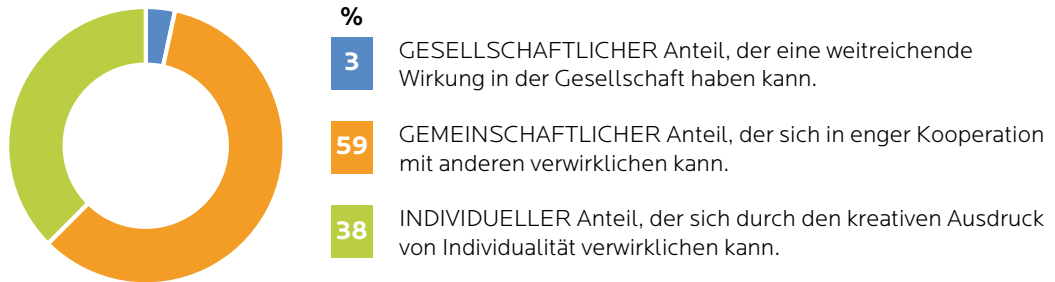 %
3
GESELLSCHAFTLICHER Anteil, der eine weitreichende
Wirkung in der Gesellschaft haben kann.
59
GEMEINSCHAFTLICHER Anteil, der sich in enger Kooperation
mit anderen verwirklichen kann.
38
INDIVIDUELLER Anteil, der sich durch den kreativen Ausdruck
von Individualität verwirklichen kann.